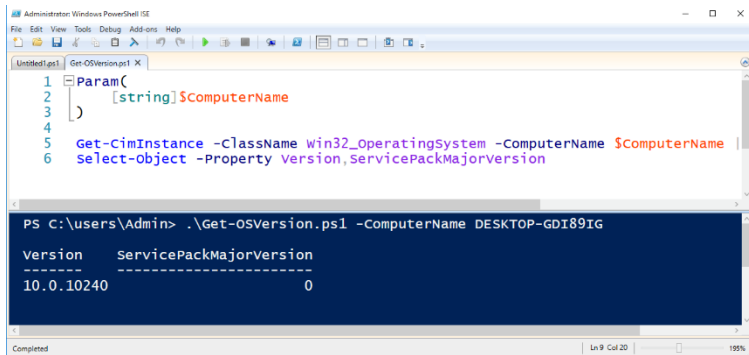 Administrator: Windows PowerShell ISE
File Edit View Tools Debug Add-ons Help
Untitled1.ps1 Get-OSVersion.ps1 X
1 Param(
2 [string]$ComputerName
3 )
4
5 Get-CimInstance -ClassName Win32_OperatingSystem -ComputerName $ComputerName |
6 Select-Object -Property Version,ServicePackMajorVersion
PS C:\users\Admin> .\Get-OSVersion.ps1 -ComputerName DESKTOP-GDI89IG
Version ServicePackMajorVersion
------- -----------------------
10.0.10240 0
Completed Ln 9 Col 20 195%